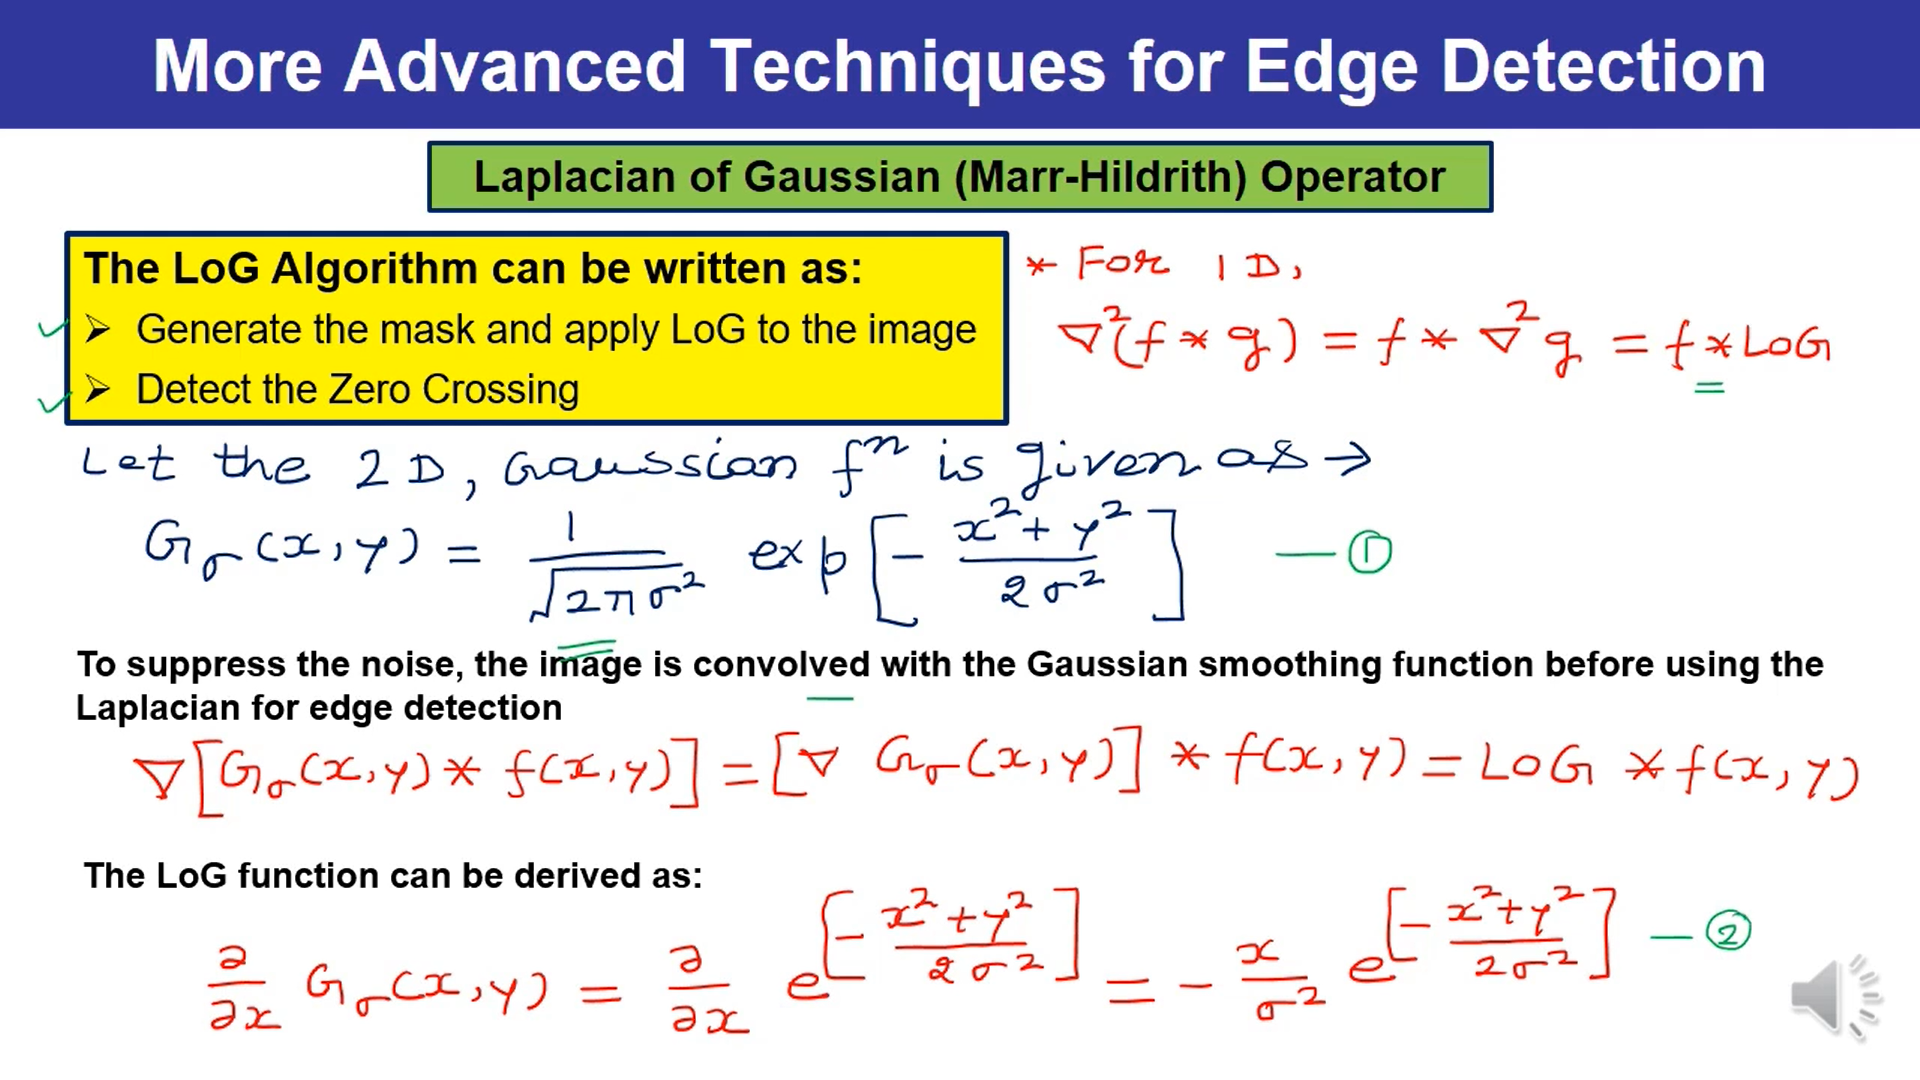 More Advanced Techniques for Edge Detection
Laplacian of Gaussian (Marr-Hildrith) Operator
The LoG Algorithm can be written as:
➢ Generate the mask and apply LoG to the image
➢ Detect the Zero Crossing
* For 1D,
∇²(f * g) = f * ∇²g = f * LoG
Let the 2D, Gaussian fⁿ is given as →
G_σ(x,y) = 1/√(2πσ²) exp[- (x²+y²)/(2σ²)] — ①
To suppress the noise, the image is convolved with the Gaussian smoothing function before using the
Laplacian for edge detection
∇[G_σ(x,y) * f(x,y)] = [∇ G_σ(x,y)] * f(x,y) = LoG * f(x,y)
The LoG function can be derived as:
∂/∂x G_σ(x,y) = ∂/∂x e^[- (x²+y²)/(2σ²)] = - x/σ² e^[- (x²+y²)/(2σ²)] — ②